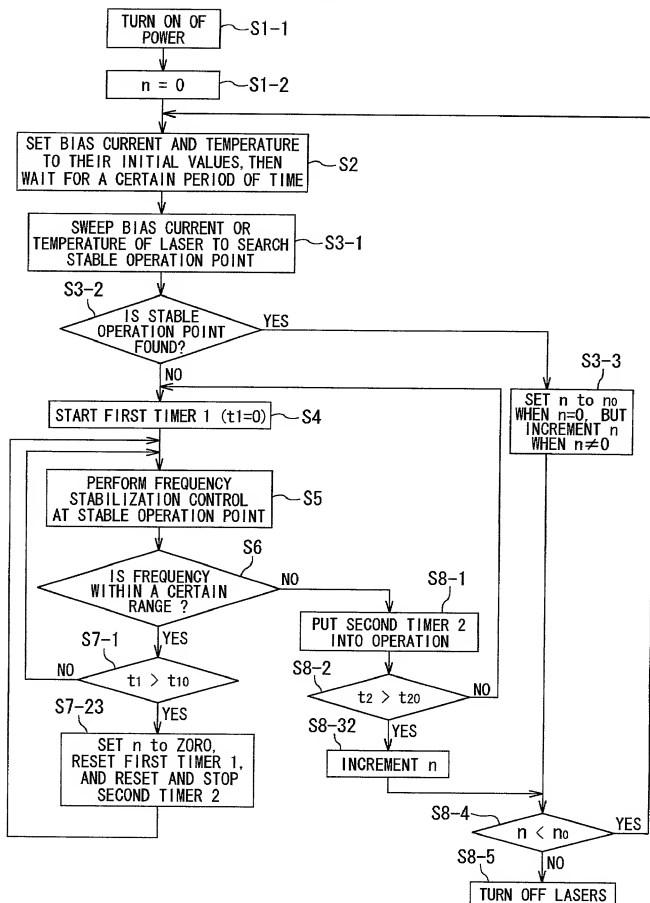 TURN ON OF
POWER
S1-1
n = 0
S1-2
SET BIAS CURRENT AND TEMPERATURE
TO THEIR INITIAL VALUES, THEN
WAIT FOR A CERTAIN PERIOD OF TIME
S2
SWEEP BIAS CURRENT OR
TEMPERATURE OF LASER TO SEARCH
STABLE OPERATION POINT
S3-1
S3-2
IS STABLE
OPERATION POINT
FOUND?
YES
NO
S3-3
SET n to n0
WHEN n=0, BUT
INCREMENT n
WHEN n≠0
START FIRST TIMER 1 (t1=0)
S4
PERFORM FREQUENCY
STABILIZATION CONTROL
AT STABLE OPERATION POINT
S5
S6
IS FREQUENCY
WITHIN A CERTAIN
RANGE ?
NO
YES
S8-1
PUT SECOND TIMER 2
INTO OPERATION
S7-1
t1 > t10
NO
YES
S8-2
t2 > t20
NO
YES
S7-23
SET n to ZORO,
RESET FIRST TIMER 1,
AND RESET AND STOP
SECOND TIMER 2
S8-32
INCREMENT n
S8-4
n < n0
YES
NO
S8-5
TURN OFF LASERS